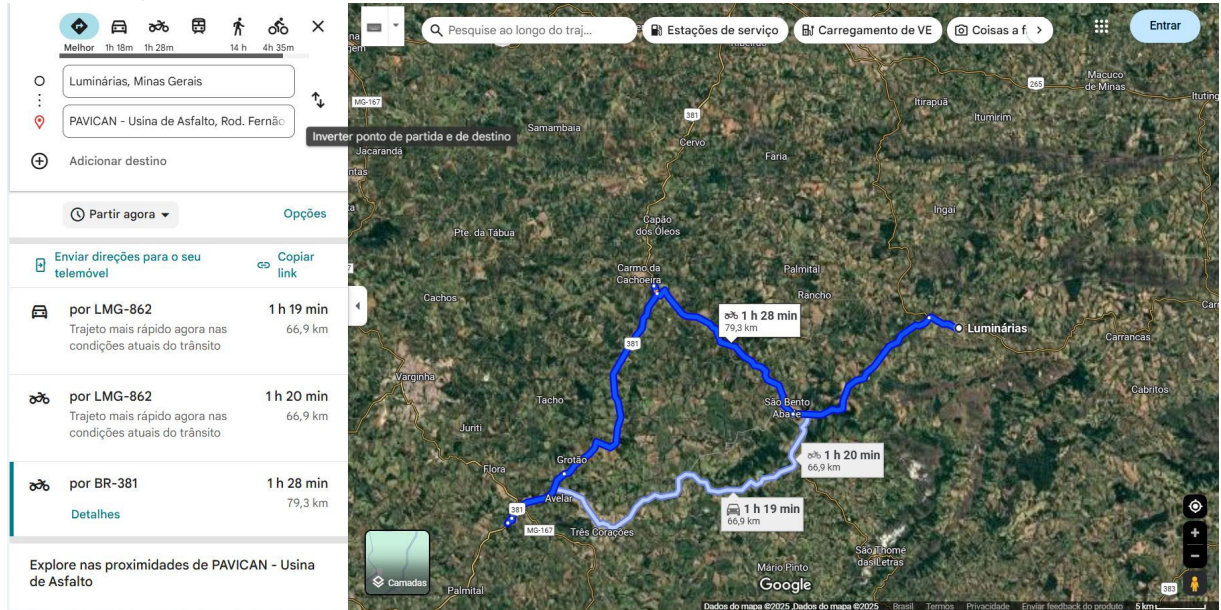 Melhor
1h 18m
1h 28m
14 h
4h 35m
Luminárias, Minas Gerais
PAVICAN - Usina de Asfalto, Rod. Fernão
Inverter ponto de partida e de destino
Adicionar destino
Partir agora
Opções
Enviar direções para o seu
telemóvel
Copiar
link
por LMG-862
1 h 19 min
Trajeto mais rápido agora nas
condições atuais do trânsito
66,9 km
por LMG-862
1 h 20 min
Trajeto mais rápido agora nas
condições atuais do trânsito
66,9 km
por BR-381
1 h 28 min
79,3 km
Detalhes
Explore nas proximidades de PAVICAN - Usina
de Asfalto
Pesquise ao longo do traj...
Estações de serviço
Carregamento de VE
Coisas a f
Entrar
Ribeirão
Macuco
de Minas
265
Itirapuã
Itutinga
MG-167
381
Itumirim
Samambaia
Cervo
Jacarandá
Faria
Ingaí
Capão
dos Óleos
Pte. da Tábua
Carmo da
Cachoeira
Palmital
Cachos
Rancho
1 h 28 min
79,3 km
Luminárias
Carrancas
381
Varginha
Cabritos
Tacho
São Bento
Abade
Juriti
1 h 20 min
66,9 km
Grotão
Flora
Avelar
1 h 19 min
66,9 km
381
MG-167
Três Corações
São Thomé
das Letras
Mário Pinto
Google
Camadas
Palmital
383
Dados do mapa ©2025 ,Dados do mapa ©2025
Brasil
Termos
Privacidade
Enviar feedback do produto
5 km